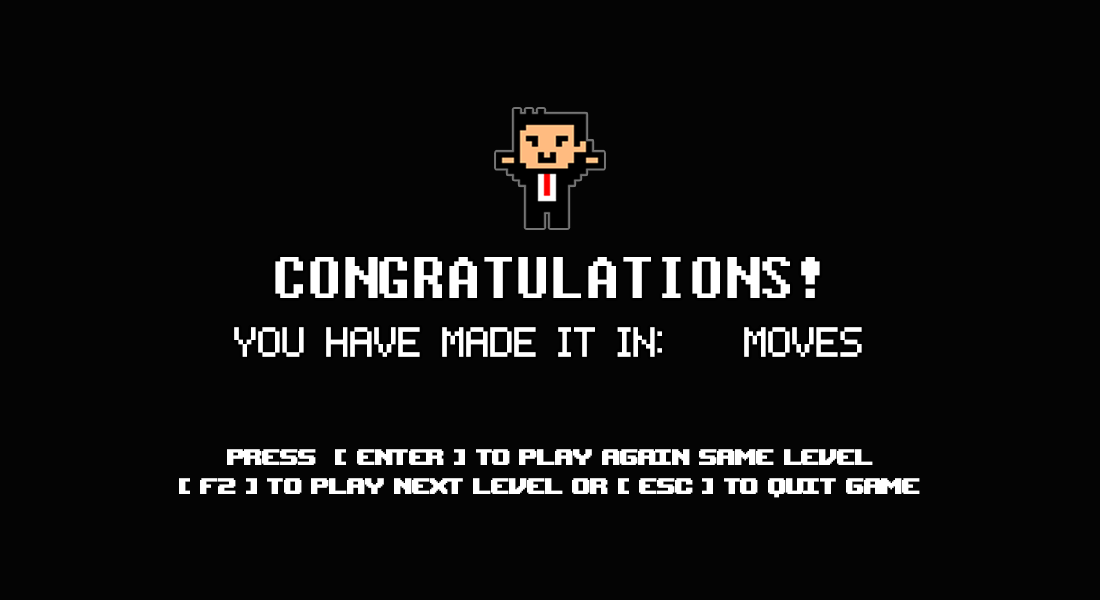 CONGRATULATIONS!
YOU HAVE MADE IT IN: MOVES
PRESS [ ENTER ] TO PLAY AGAIN SAME LEVEL
[ F2 ] TO PLAY NEXT LEVEL OR [ ESC ] TO QUIT GAME